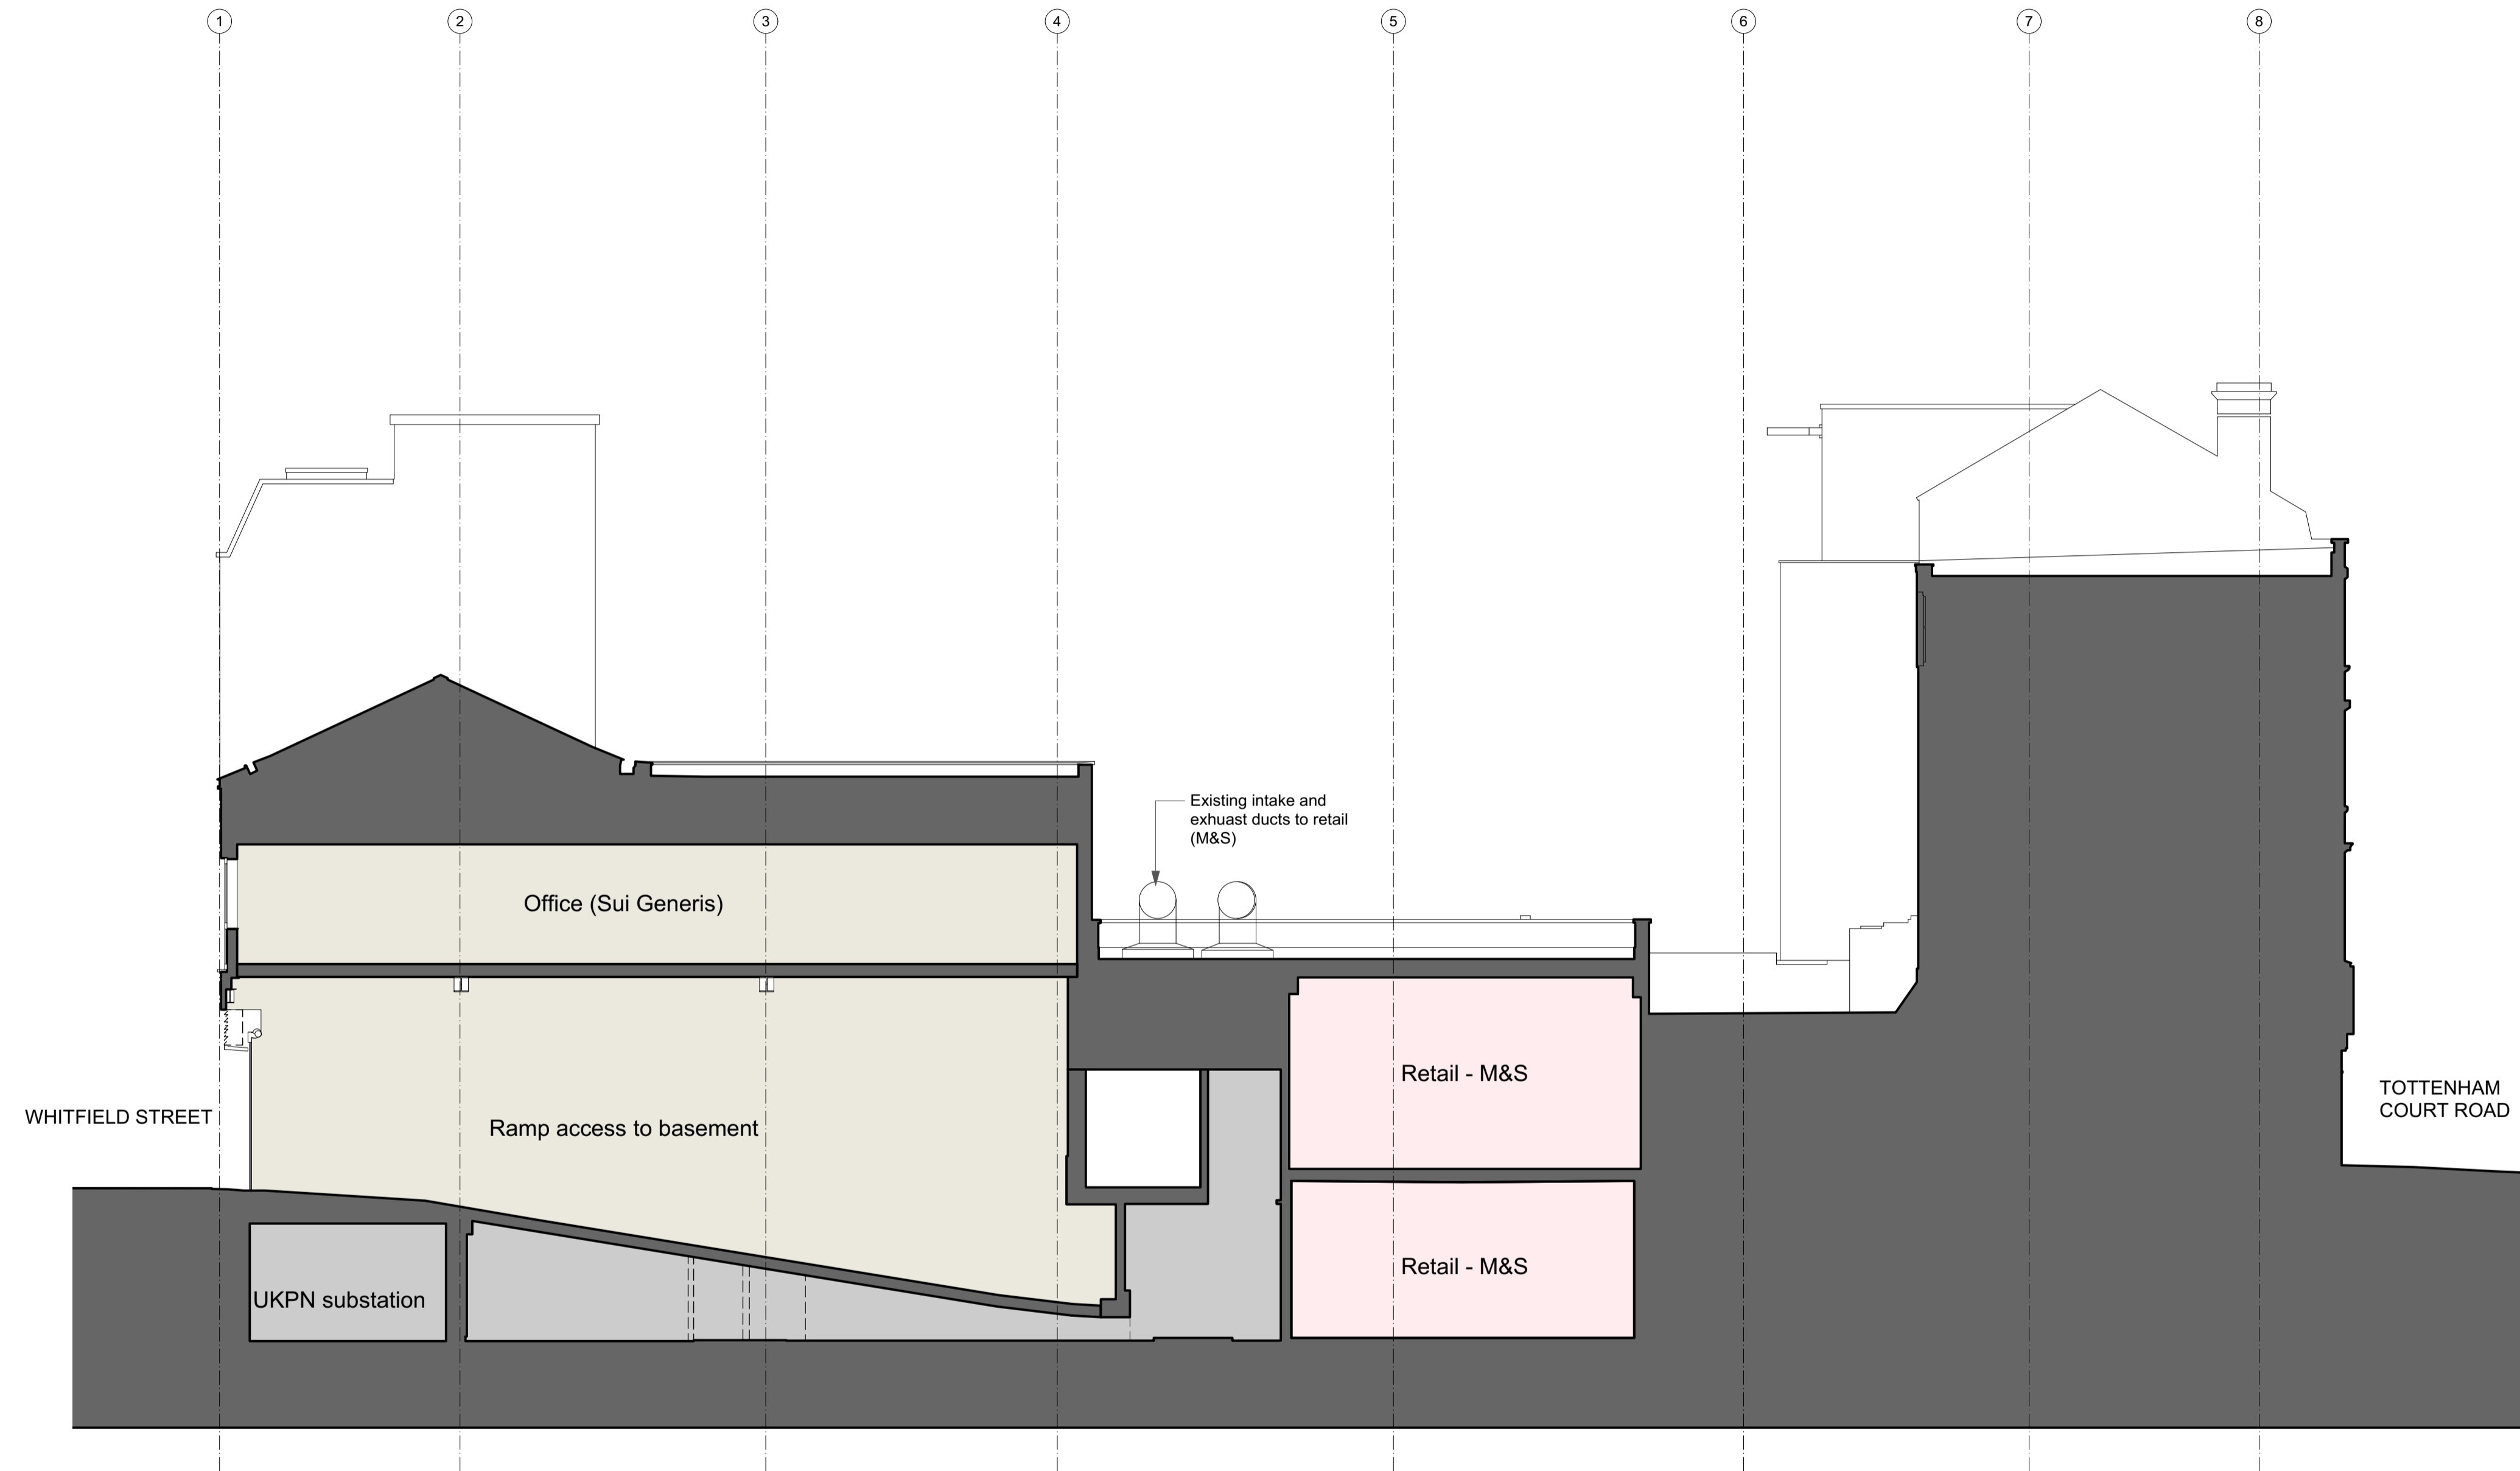 1 2 3 4 5 6 7 8
Existing intake and
exhuast ducts to retail
(M&S)
Office (Sui Generis)
Retail - M&S
TOTTENHAM
COURT ROAD
WHITFIELD STREET
Ramp access to basement
Retail - M&S
UKPN substation